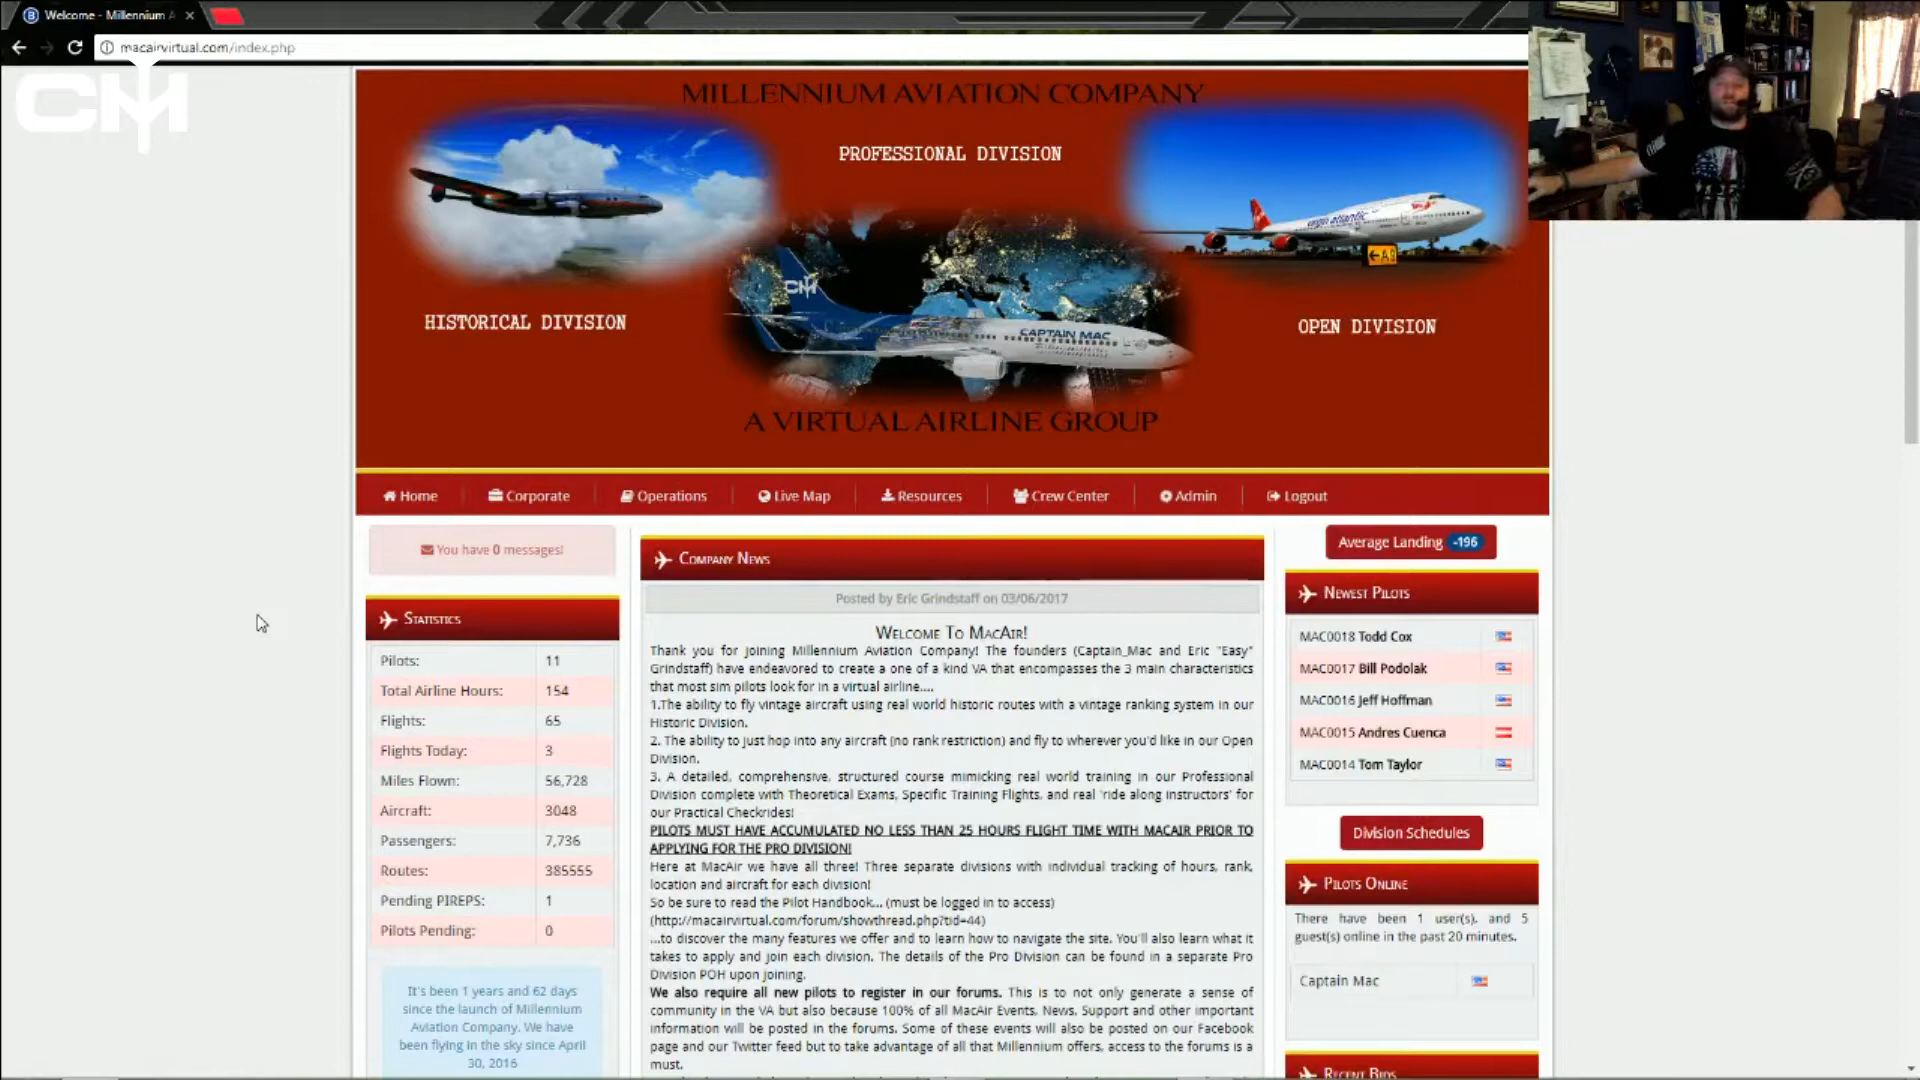 Welcome - Millennium A
macairvirtual.com/index.php
CM
MILLENNIUM AVIATION COMPANY
PROFESSIONAL DIVISION
virgin atlantic
←A9
HISTORICAL DIVISION
OPEN DIVISION
CM
CAPTAIN MAC
A VIRTUAL AIRLINE GROUP
Home
Corporate
Operations
Live Map
Resources
Crew Center
Admin
Logout
You have 0 messages!
Statistics
Pilots: 11
Total Airline Hours: 154
Flights: 65
Flights Today: 3
Miles Flown: 56,728
Aircraft: 3048
Passengers: 7,736
Routes: 385555
Pending PIREPS: 1
Pilots Pending: 0
It's been 1 years and 62 days
since the launch of Millennium
Aviation Company. We have
been flying in the sky since April
30, 2016
Company News
Posted by Eric Grindstaff on 03/06/2017
Welcome To MacAir!
Thank you for joining Millennium Aviation Company! The founders (Captain_Mac and Eric "Easy"
Grindstaff) have endeavored to create a one of a kind VA that encompasses the 3 main characteristics
that most sim pilots look for in a virtual airline....
1.The ability to fly vintage aircraft using real world historic routes with a vintage ranking system in our
Historic Division.
2. The ability to just hop into any aircraft (no rank restriction) and fly to wherever you'd like in our Open
Division.
3. A detailed, comprehensive, structured course mimicking real world training in our Professional
Division complete with Theoretical Exams, Specific Training Flights, and real 'ride along instructors' for
our Practical Checkrides!
PILOTS MUST HAVE ACCUMULATED NO LESS THAN 25 HOURS FLIGHT TIME WITH MACAIR PRIOR TO
APPLYING FOR THE PRO DIVISION!
Here at MacAir we have all three! Three separate divisions with individual tracking of hours, rank,
location and aircraft for each division!
So be sure to read the Pilot Handbook... (must be logged in to access)
(http://macairvirtual.com/forum/showthread.php?tid=44)
...to discover the many features we offer and to learn how to navigate the site. You'll also learn what it
takes to apply and join each division. The details of the Pro Division can be found in a separate Pro
Division POH upon joining.
We also require all new pilots to register in our forums. This is to not only generate a sense of
community in the VA but also because 100% of all MacAir Events, News, Support and other important
information will be posted in the forums. Some of these events will also be posted on our Facebook
page and our Twitter feed but to take advantage of all that Millennium offers, access to the forums is a
must.
Average Landing -196
Newest Pilots
MAC0018 Todd Cox
MAC0017 Bill Podolak
MAC0016 Jeff Hoffman
MAC0015 Andres Cuenca
MAC0014 Tom Taylor
Division Schedules
Pilots Online
There have been 1 user(s), and 5
guest(s) online in the past 20 minutes.
Captain Mac
Recent Bids